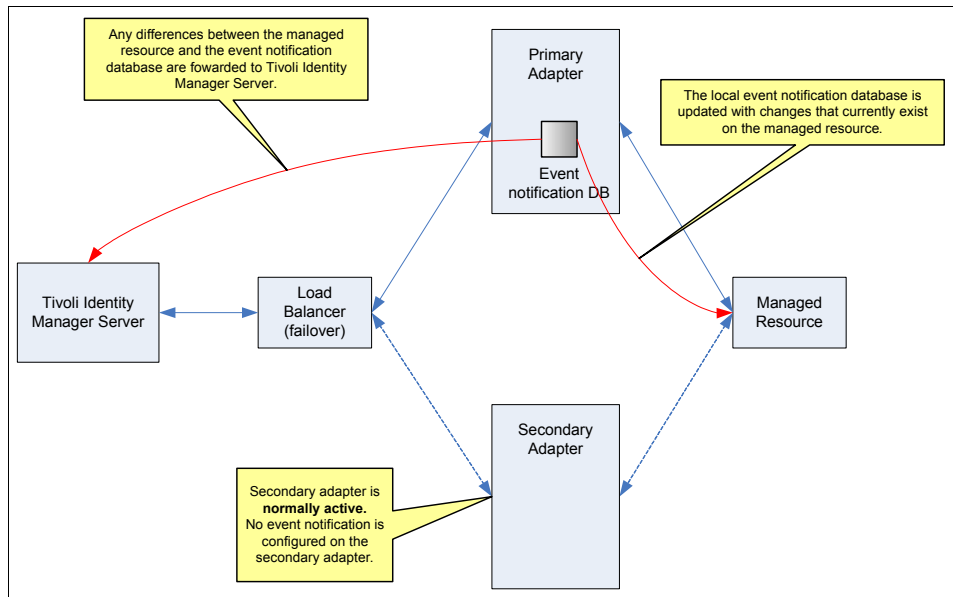 Any differences between the managed
resource and the event notification
database are fowarded to Tivoli Identity
Manager Server.
Primary
Adapter
The local event notification database is
updated with changes that currently exist
on the managed resource.
Event
notification DB
Tivoli Identity
Manager Server
Load
Balancer
(failover)
Managed
Resource
Secondary
Adapter
Secondary adapter is
normally active.
No event notification is
configured on the
secondary adapter.